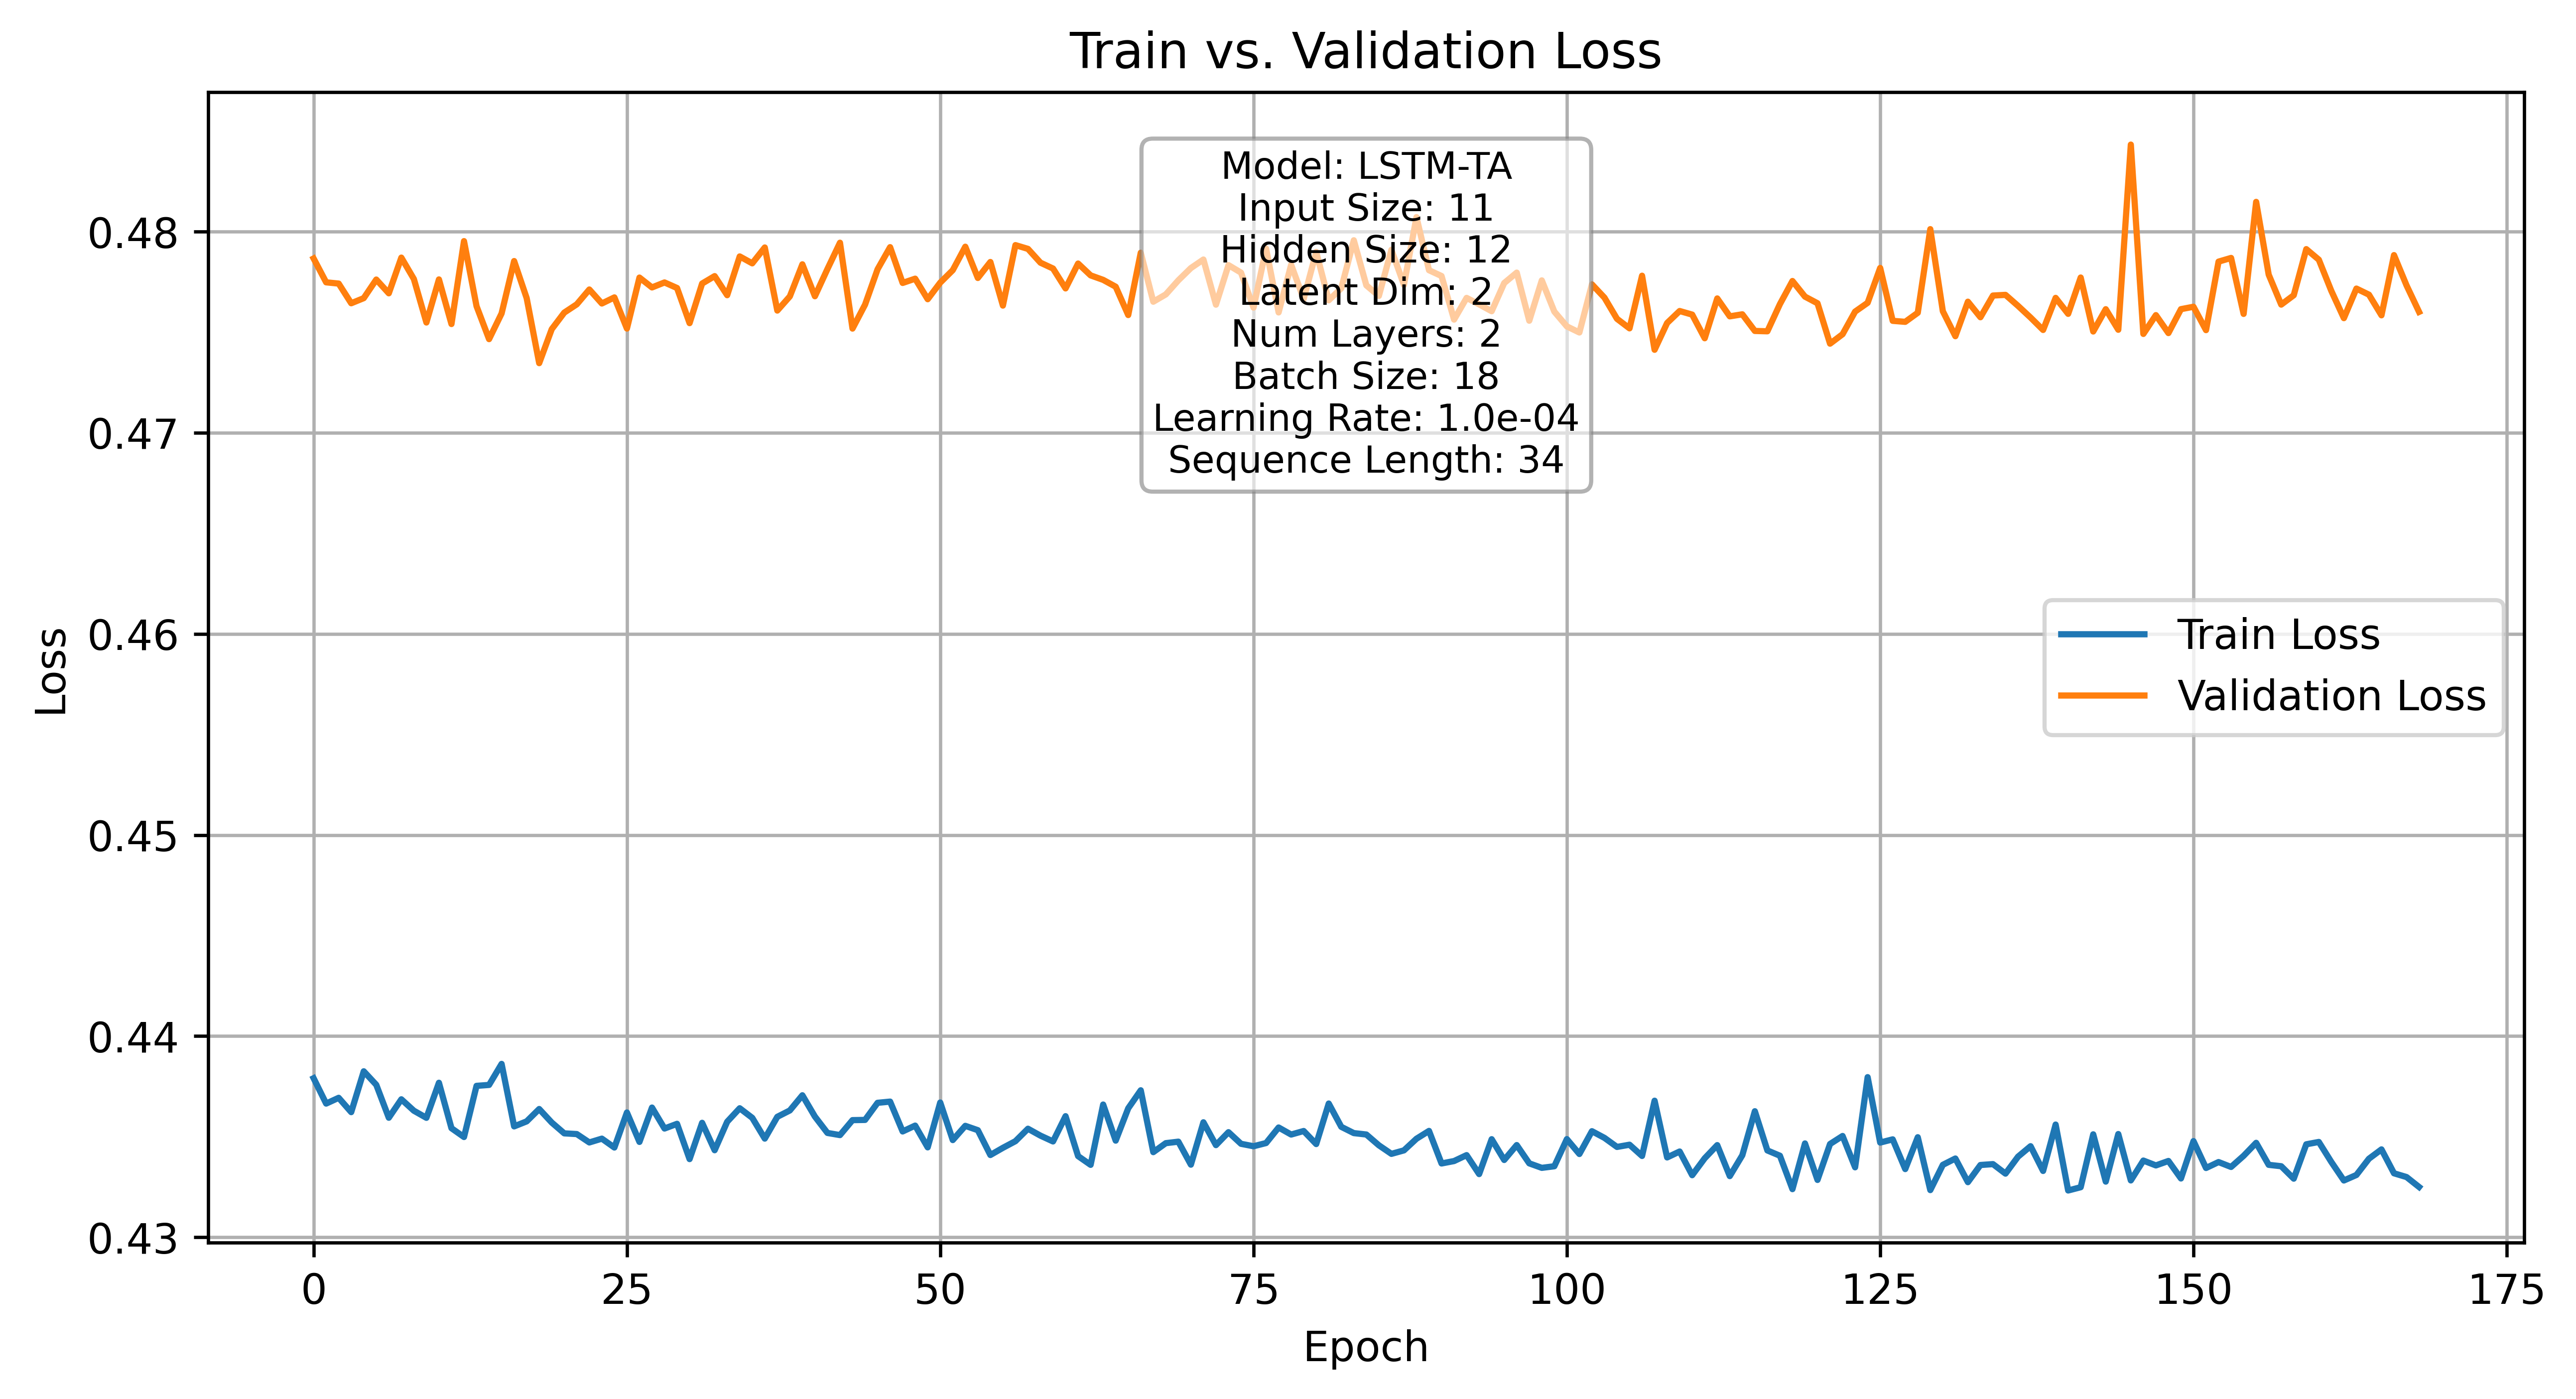 Train vs. Validation Loss
Model: LSTM-TA
Input Size: 11
Hidden Size: 12
Latent Dim: 2
Num Layers: 2
Batch Size: 18
Learning Rate: 1.0e-04
Sequence Length: 34
0.48
0.47
0.46
0.45
0.44
0.43
Loss
Train Loss
Validation Loss
0 25 50 75 100 125 150 175
Epoch